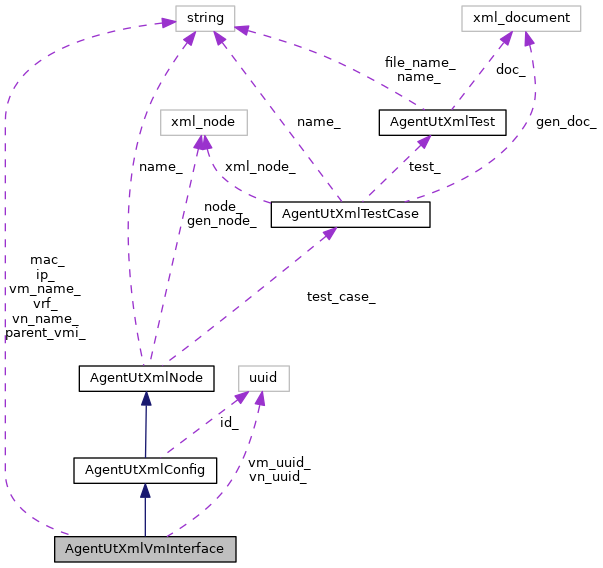 string
xml_document
file_name_
name_
doc_
xml_node
AgentUtXmlTest
name_
gen_doc_
name_
xml_node_
test_
node_
gen_node_
AgentUtXmlTestCase
mac_
ip_
vm_name_
vrf_
vn_name_
parent_vmi_
test_case_
AgentUtXmlNode
uuid
id_
AgentUtXmlConfig
vm_uuid_
vn_uuid_
AgentUtXmlVmInterface